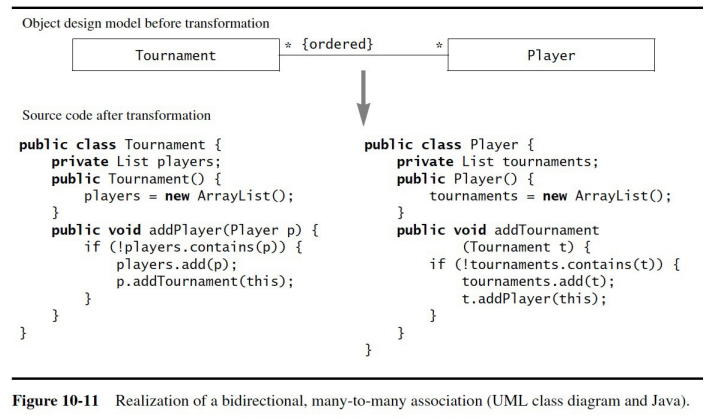 Object design model before transformation
Tournament
* {ordered}
*
Player
Source code after transformation
public class Tournament {
    private List players;
    public Tournament() {
        players = new ArrayList();
    }
    public void addPlayer(Player p) {
        if (!players.contains(p)) {
            players.add(p);
            p.addTournament(this);
        }
    }
}
public class Player {
    private List tournaments;
    public Player() {
        tournaments = new ArrayList();
    }
    public void addTournament
            (Tournament t) {
        if (!tournaments.contains(t)) {
            tournaments.add(t);
            t.addPlayer(this);
        }
    }
}
Figure 10-11 Realization of a bidirectional, many-to-many association (UML class diagram and Java).